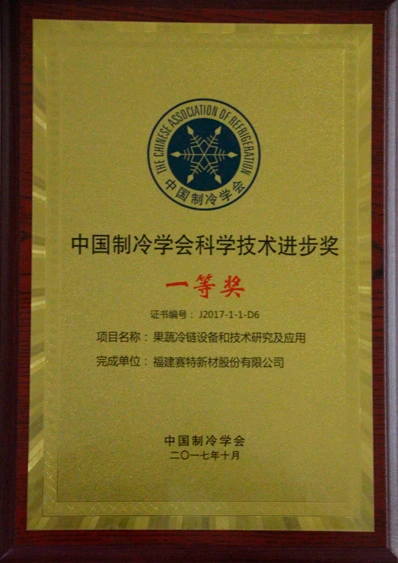 THE CHINESE ASSOCIATION OF REFRIGERATION
中国制冷学会
中国制冷学会科学技术进步奖
一等奖
证书编号： J2017-1-1-D6
项目名称： 果蔬冷链设备和技术研究及应用
完成单位： 福建赛特新材股份有限公司
中国制冷学会
二〇一七年十月